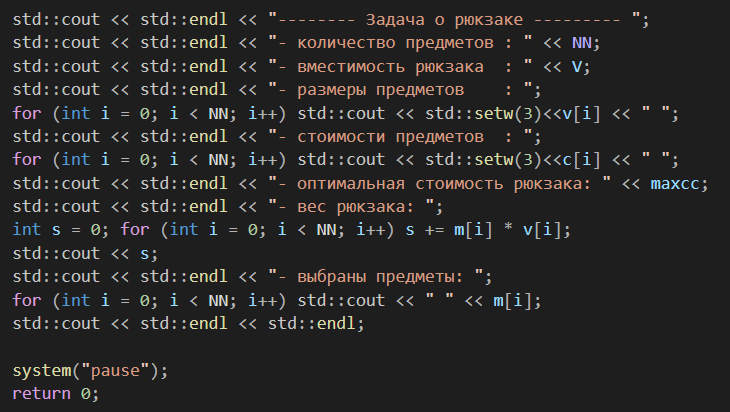 std::cout << std::endl << "-------- Задача о рюкзаке --------- ";
std::cout << std::endl << "- количество предметов : " << NN;
std::cout << std::endl << "- вместимость рюкзака  : " << V;
std::cout << std::endl << "- размеры предметов    : ";
for (int i = 0; i < NN; i++) std::cout << std::setw(3)<<v[i] << " ";
std::cout << std::endl << "- стоимости предметов  : ";
for (int i = 0; i < NN; i++) std::cout << std::setw(3)<<c[i] << " ";
std::cout << std::endl << "- оптимальная стоимость рюкзака: " << maxcc;
std::cout << std::endl << "- вес рюкзака: ";
int s = 0; for (int i = 0; i < NN; i++) s += m[i] * v[i];
std::cout << s;
std::cout << std::endl << "- выбраны предметы: ";
for (int i = 0; i < NN; i++) std::cout << " " << m[i];
std::cout << std::endl << std::endl;
system("pause");
return 0;